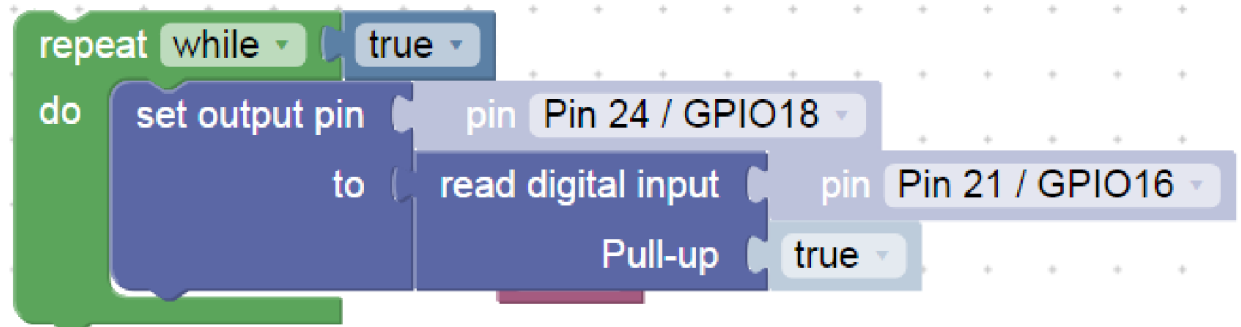 repeat while true
do set output pin pin Pin 24 / GPIO18
to read digital input pin Pin 21 / GPIO16
Pull-up true